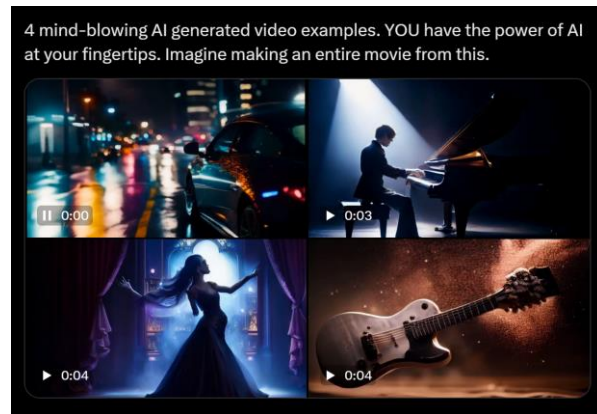 4 mind-blowing AI generated video examples. YOU have the power of AI
at your fingertips. Imagine making an entire movie from this.
0:00
0:03
0:04
0:04